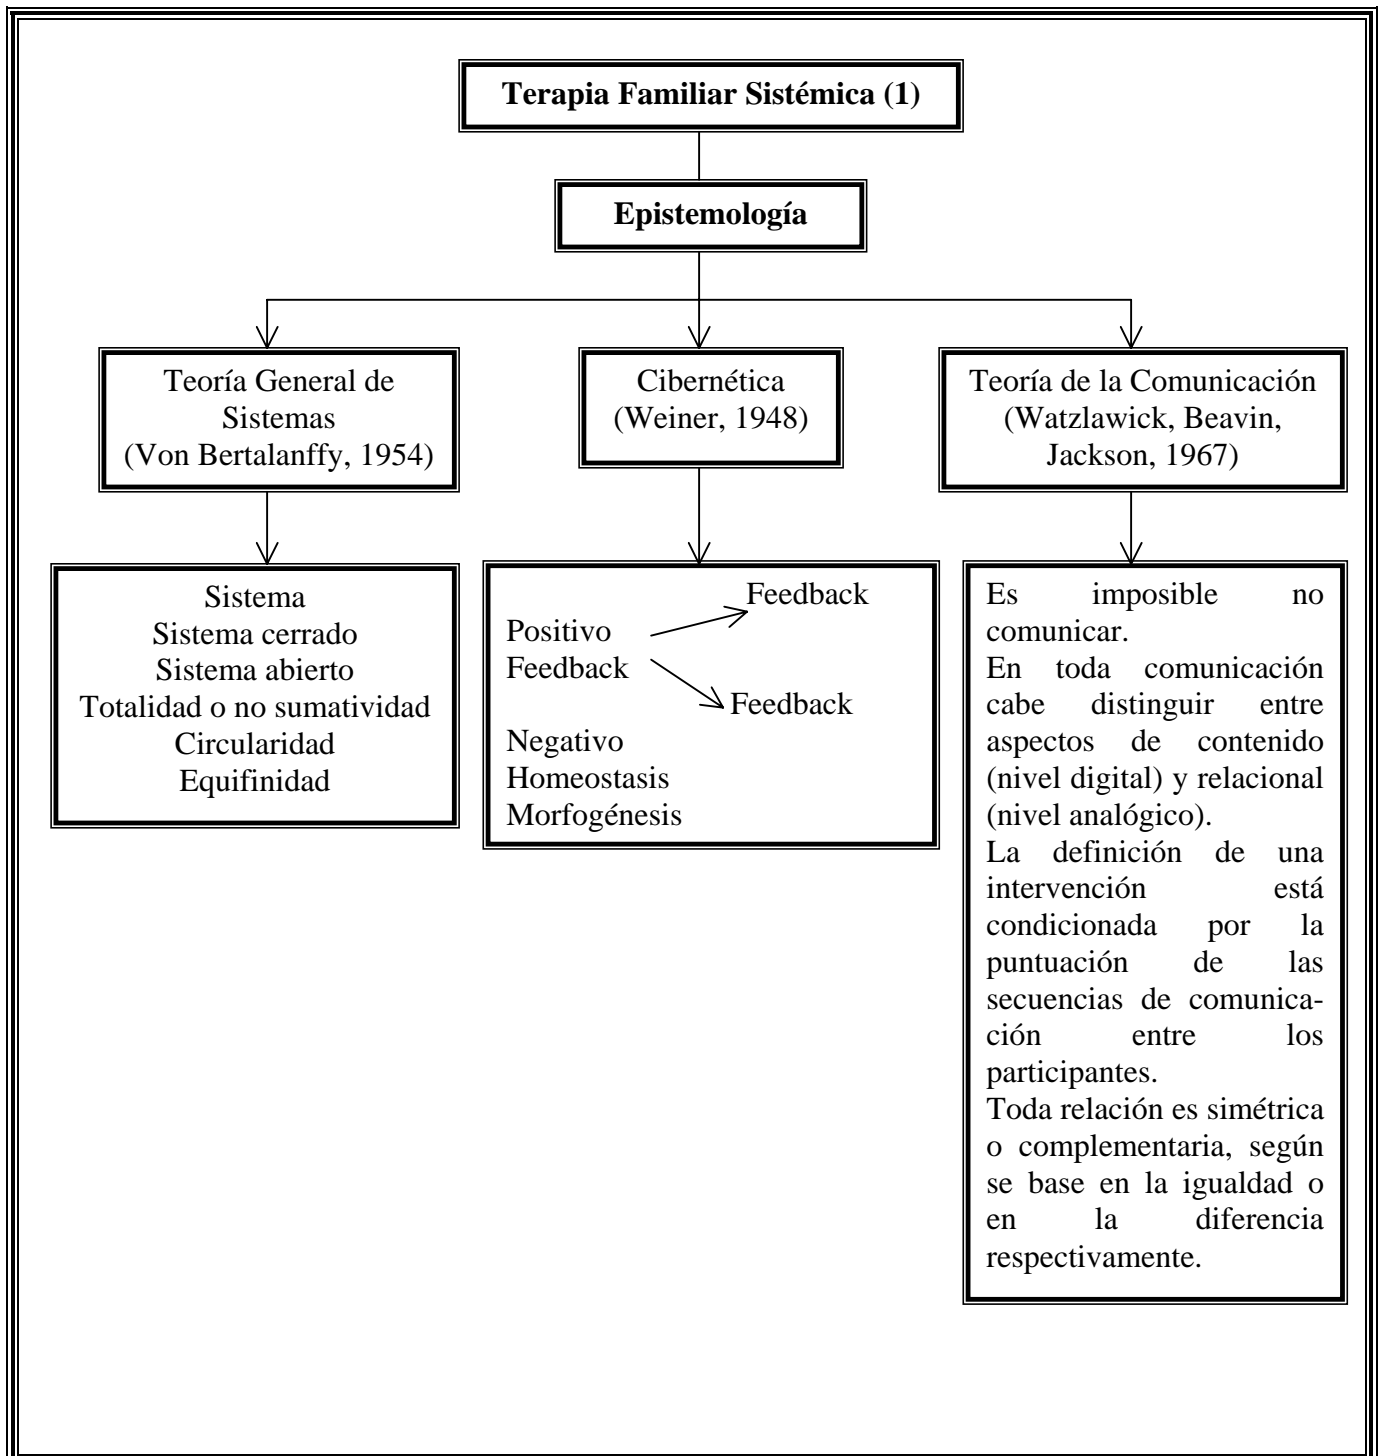 Terapia Familiar Sistémica (1)
Epistemología
Teoría General de
Sistemas
(Von Bertalanffy, 1954)
Cibernética
(Weiner, 1948)
Teoría de la Comunicación
(Watzlawick, Beavin,
Jackson, 1967)
Sistema
Sistema cerrado
Sistema abierto
Totalidad o no sumatividad
Circularidad
Equifinidad
Feedback
Positivo
Feedback
Feedback
Negativo
Homeostasis
Morfogénesis
Es imposible no
comunicar.
En toda comunicación
cabe distinguir entre
aspectos de contenido
(nivel digital) y relacional
(nivel analógico).
La definición de una
intervención está
condicionada por la
puntuación de las
secuencias de comunica-
ción entre los
participantes.
Toda relación es simétrica
o complementaria, según
se base en la igualdad o
en la diferencia
respectivamente.